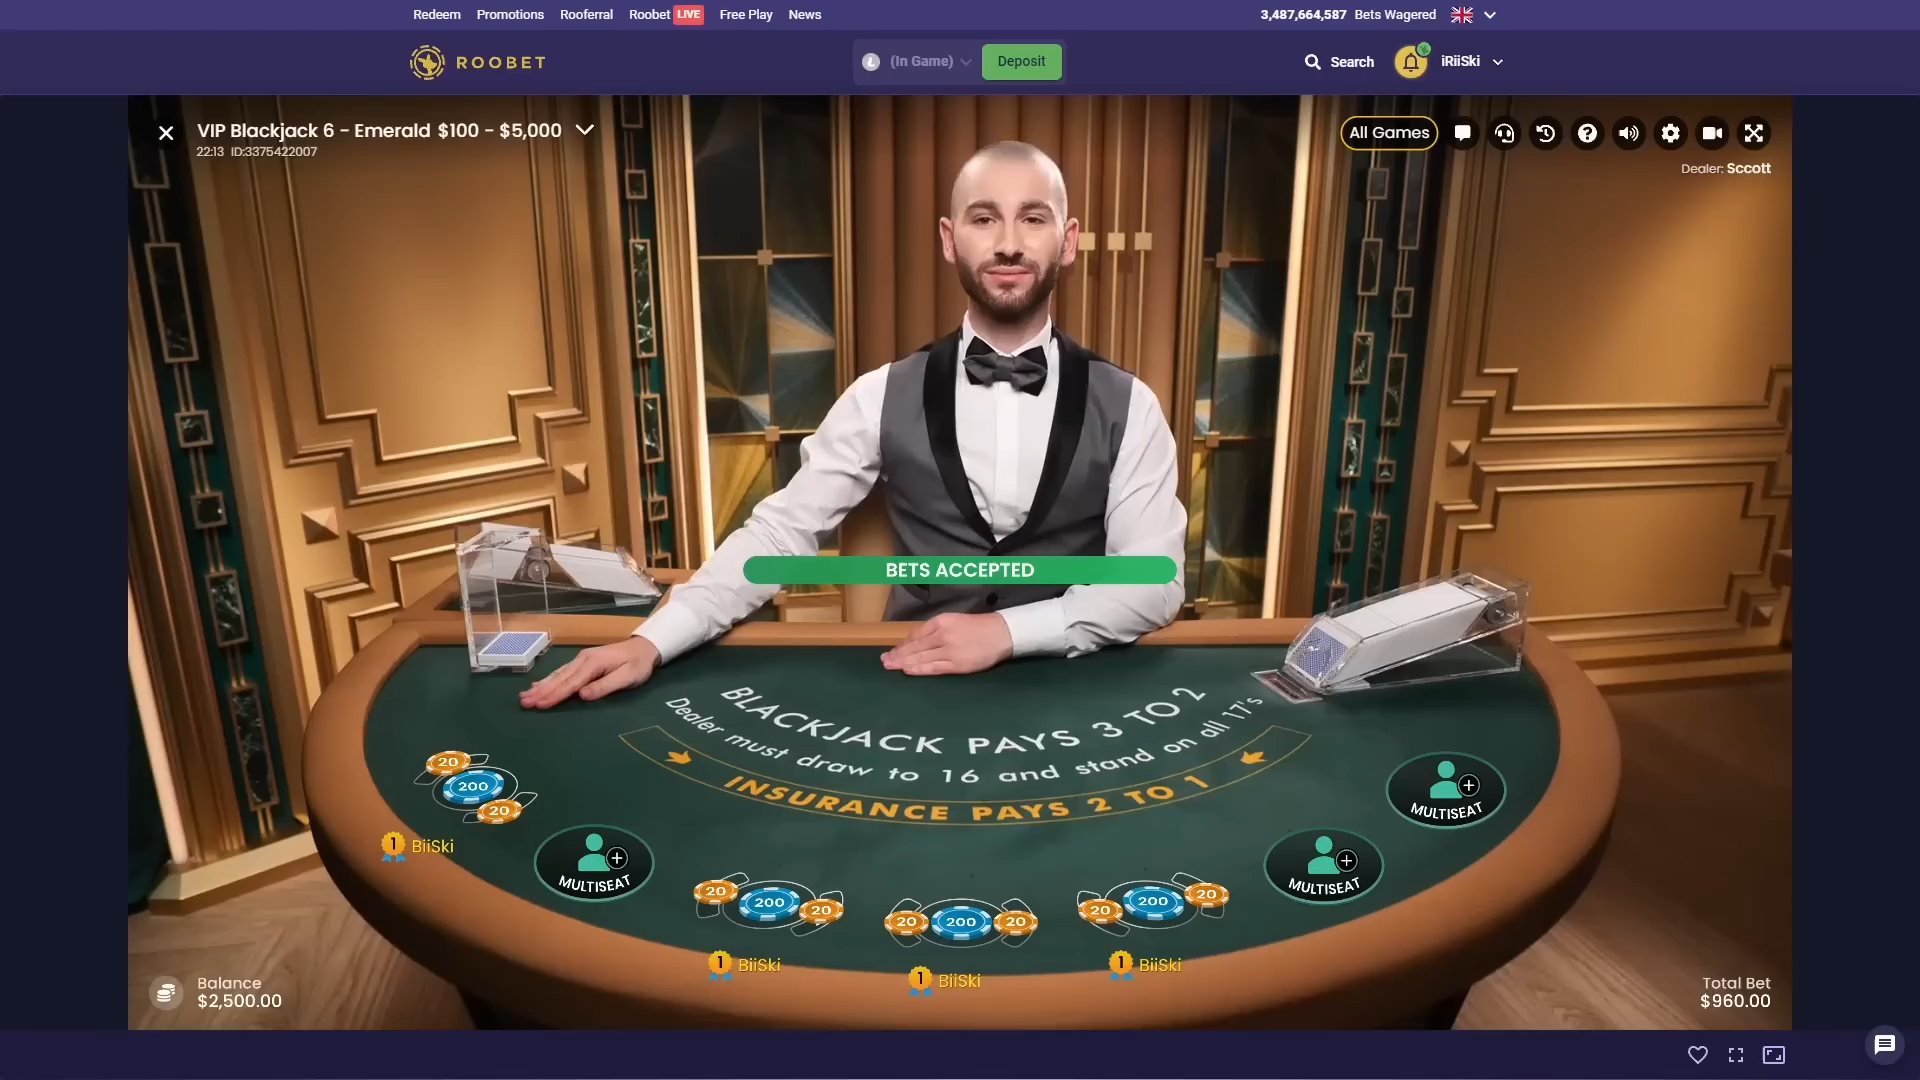 Redeem Promotions Rooferral Roobet LIVE Free Play News
3,487,664,587 Bets Wagered
ROOBET
(In Game) Deposit
Search
iRiiSki
VIP Blackjack 6 - Emerald $100 - $5,000
22:13 ID:3375422007
All Games
Dealer: Sccott
BETS ACCEPTED
BLACKJACK PAYS 3 TO 2
Dealer must draw to 16 and stand on all 17's
INSURANCE PAYS 2 TO 1
20
200
20
1 BiiSki
MULTISEAT
20 200 20
1 BiiSki
20 200 20
1 BiiSki
20 200 20
1 BiiSki
MULTISEAT
MULTISEAT
Balance
$2,500.00
Total Bet
$960.00